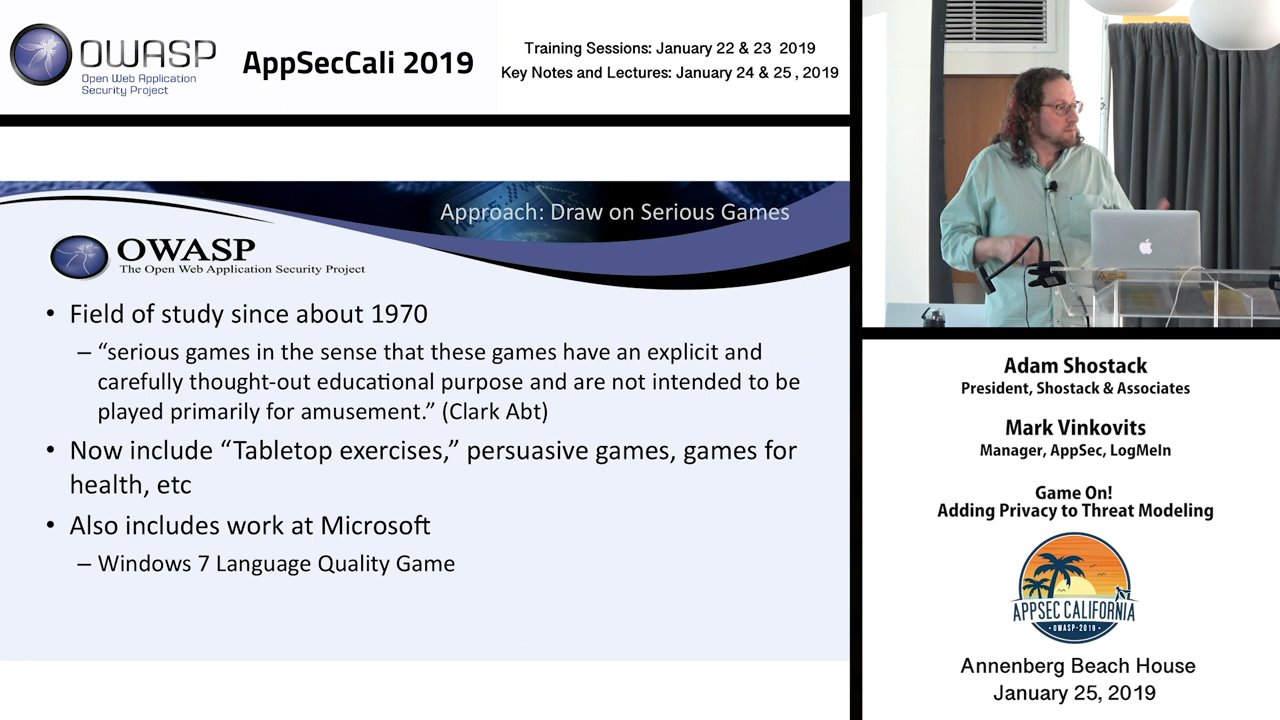 OWASP
Open Web Application
Security Project
AppSecCali 2019
Training Sessions: January 22 & 23 2019
Key Notes and Lectures: January 24 & 25, 2019
Approach: Draw on Serious Games
OWASP
The Open Web Application Security Project
• Field of study since about 1970
– “serious games in the sense that these games have an explicit and
carefully thought-out educational purpose and are not intended to be
played primarily for amusement.” (Clark Abt)
• Now include “Tabletop exercises,” persuasive games, games for
health, etc
• Also includes work at Microsoft
– Windows 7 Language Quality Game
Adam Shostack
President, Shostack & Associates
Mark Vinkovits
Manager, AppSec, LogMeIn
Game On!
Adding Privacy to Threat Modeling
APPSEC CALIFORNIA
• OWASP-2019 •
Annenberg Beach House
January 25, 2019